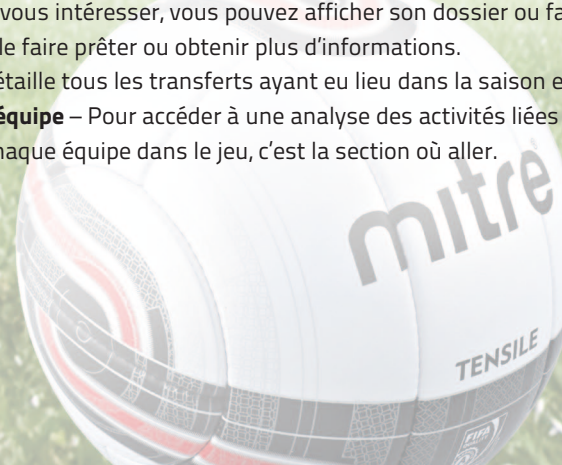 vous intéresser, vous pouvez afficher son dossier ou fa
le faire prêter ou obtenir plus d'informations.
étaille tous les transferts ayant eu lieu dans la saison e
équipe – Pour accéder à une analyse des activités liées
haque équipe dans le jeu, c'est la section où aller.
mitre
TENSILE
FIFA